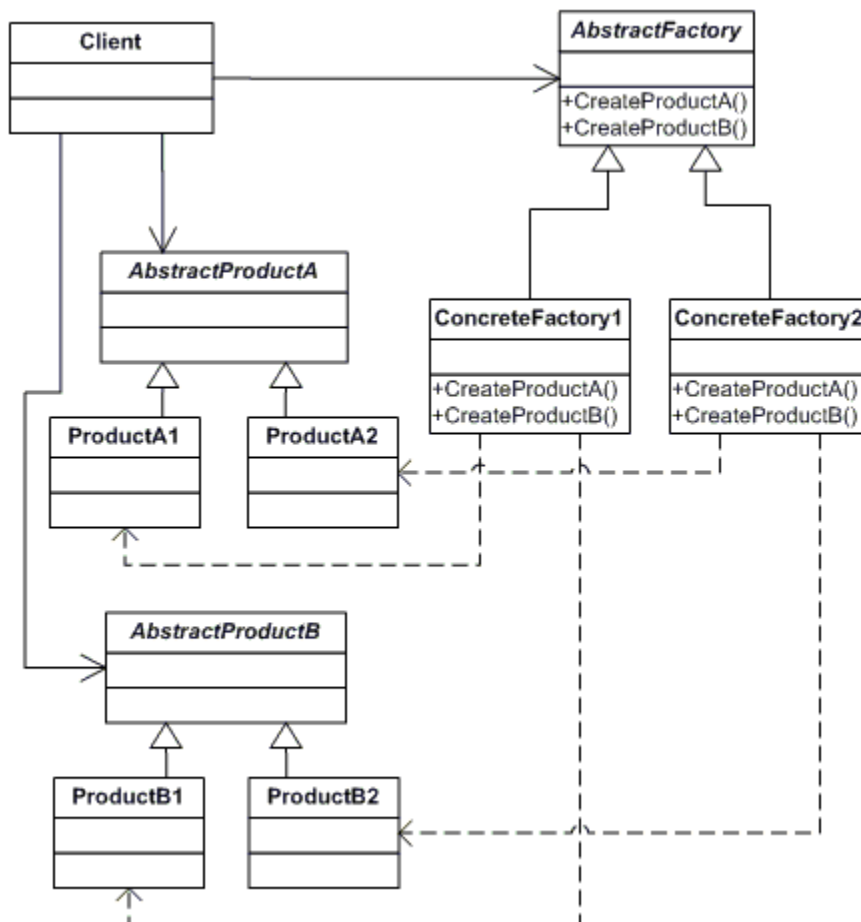 Client
AbstractFactory
+CreateProductA()
+CreateProductB()
AbstractProductA
ConcreteFactory1
+CreateProductA()
+CreateProductB()
ConcreteFactory2
+CreateProductA()
+CreateProductB()
ProductA1
ProductA2
AbstractProductB
ProductB1
ProductB2